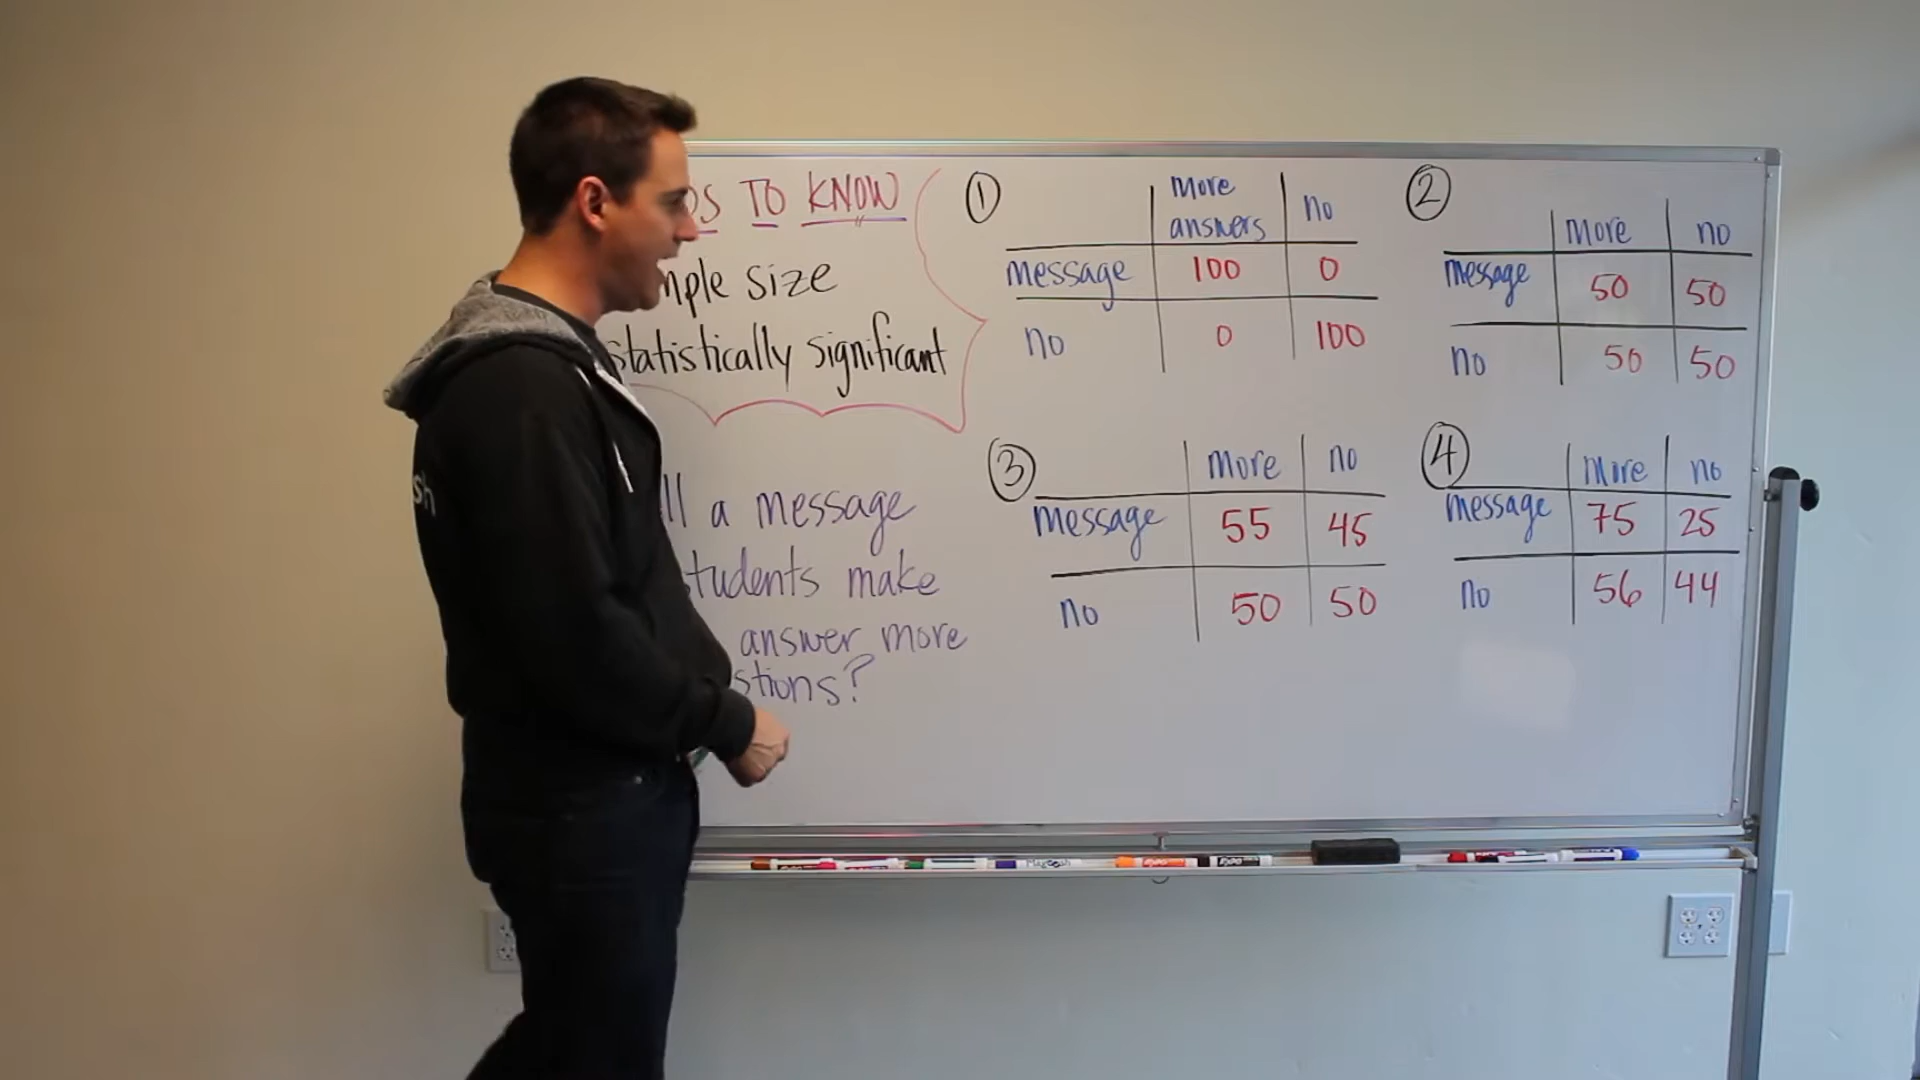 TO KNOW
size
statistically significant
a message
students make
answer more
?
1
More
answers no
message 100 0
no 0 100
2
More no
message 50 50
no 50 50
3
More no
message 55 45
no 50 50
4
More no
message 75 25
no 56 44